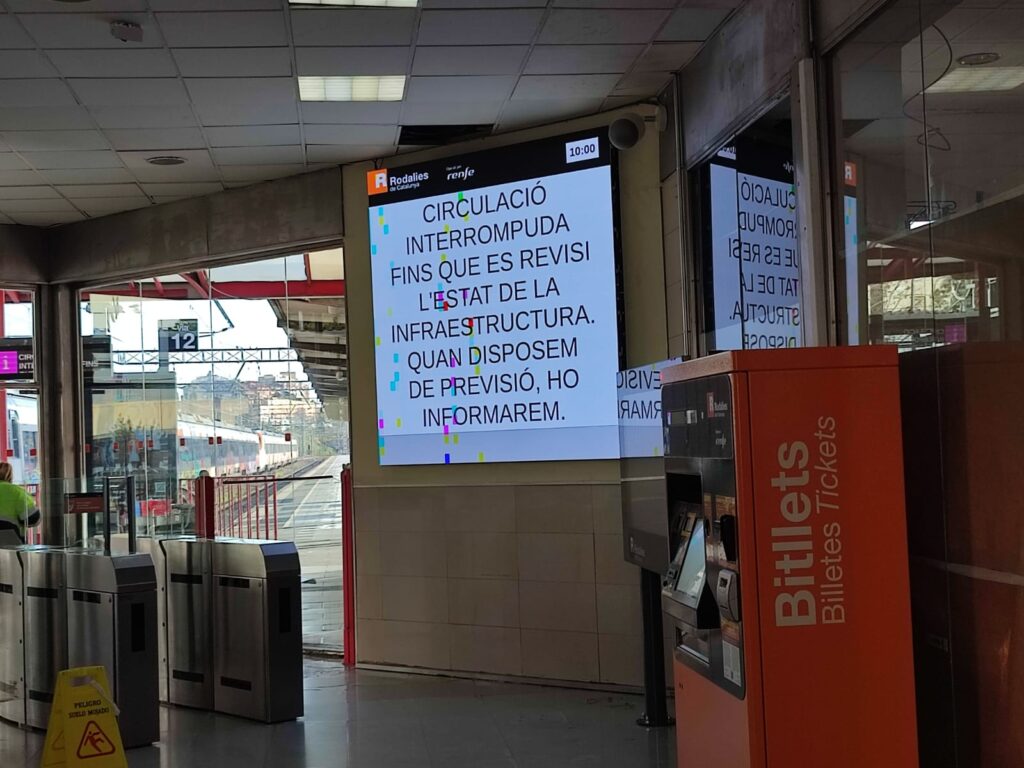 Rodalies
de Catalunya
renfe
10:00
CIRCULACIÓ
INTERROMPUDA
FINS QUE ES REVISI
L'ESTAT DE LA
INFRAESTRUCTURA.
QUAN DISPOSEM
DE PREVISIÓ, HO
INFORMAREM.
Via
12
Bitllets
Billetes Tickets
PELIGRO
SUELO MOJADO